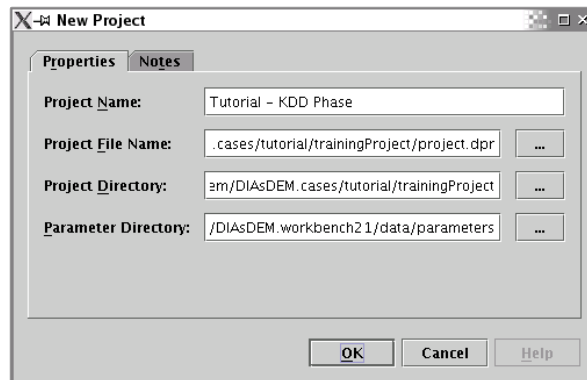 New Project
Properties Notes
Project Name: Tutorial – KDD Phase
Project File Name: .cases/tutorial/trainingProject/project.dpr ...
Project Directory: em/DIAsDEM.cases/tutorial/trainingProject ...
Parameter Directory: /DIAsDEM.workbench21/data/parameters ...
OK Cancel Help